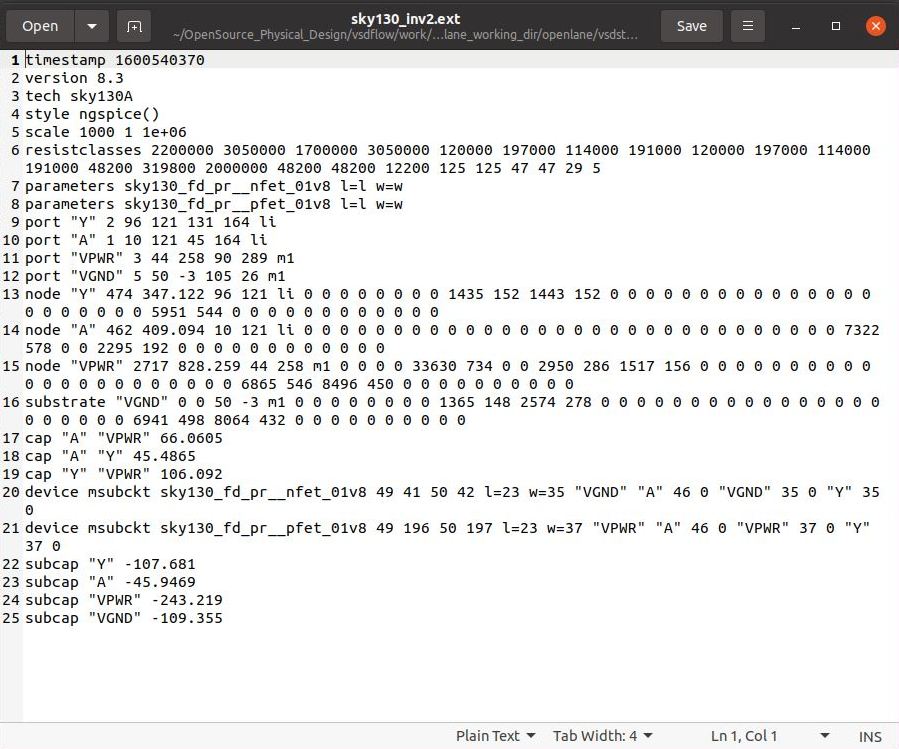 Open
sky130_inv2.ext
~/OpenSource_Physical_Design/vsdflow/work/...lane_working_dir/openlane/vsdst...
Save
1 timestamp 1600540370
2 version 8.3
3 tech sky130A
4 style ngspice()
5 scale 1000 1 1e+06
6 resistclasses 2200000 3050000 1700000 3050000 120000 197000 114000 191000 120000 197000 114000
191000 48200 319800 2000000 48200 48200 12200 125 125 47 47 29 5
7 parameters sky130_fd_pr__nfet_01v8 l=l w=w
8 parameters sky130_fd_pr__pfet_01v8 l=l w=w
9 port "Y" 2 96 121 131 164 li
10 port "A" 1 10 121 45 164 li
11 port "VPWR" 3 44 258 90 289 m1
12 port "VGND" 5 50 -3 105 26 m1
13 node "Y" 474 347.122 96 121 li 0 0 0 0 0 0 0 0 1435 152 1443 152 0 0 0 0 0 0 0 0 0 0 0 0 0 0 0
0 0 0 0 0 0 0 5951 544 0 0 0 0 0 0 0 0 0 0 0 0
14 node "A" 462 409.094 10 121 li 0 0 0 0 0 0 0 0 0 0 0 0 0 0 0 0 0 0 0 0 0 0 0 0 0 0 0 0 0 0 7322
578 0 0 2295 192 0 0 0 0 0 0 0 0 0 0 0 0
15 node "VPWR" 2717 828.259 44 258 m1 0 0 0 0 33630 734 0 0 2950 286 1517 156 0 0 0 0 0 0 0 0 0 0
0 0 0 0 0 0 0 0 0 0 0 0 6865 546 8496 450 0 0 0 0 0 0 0 0 0 0
16 substrate "VGND" 0 0 50 -3 m1 0 0 0 0 0 0 0 0 1365 148 2574 278 0 0 0 0 0 0 0 0 0 0 0 0 0 0 0 0
0 0 0 0 0 0 6941 498 8064 432 0 0 0 0 0 0 0 0 0 0
17 cap "A" "VPWR" 66.0605
18 cap "A" "Y" 45.4865
19 cap "Y" "VPWR" 106.092
20 device msubckt sky130_fd_pr__nfet_01v8 49 41 50 42 l=23 w=35 "VGND" "A" 46 0 "VGND" 35 0 "Y" 35
0
21 device msubckt sky130_fd_pr__pfet_01v8 49 196 50 197 l=23 w=37 "VPWR" "A" 46 0 "VPWR" 37 0 "Y"
37 0
22 subcap "Y" -107.681
23 subcap "A" -45.9469
24 subcap "VPWR" -243.219
25 subcap "VGND" -109.355
Plain Text
Tab Width: 4
Ln 1, Col 1
INS